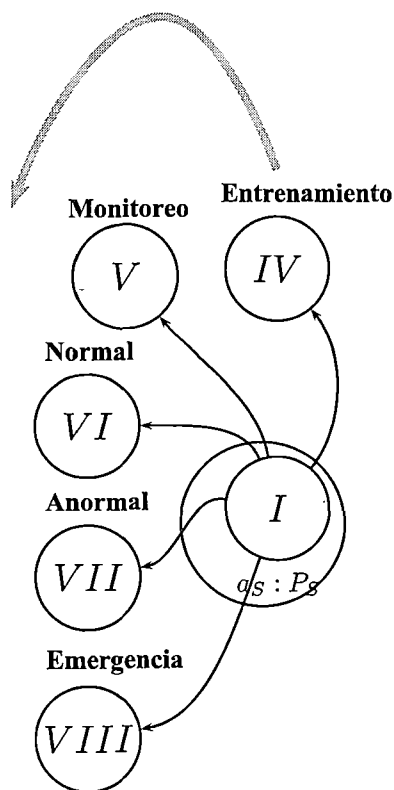 Entrenamiento
Monitoreo
IV
V
Normal
VI
Anormal
I
VII
a_S : P_S
Emergencia
VIII